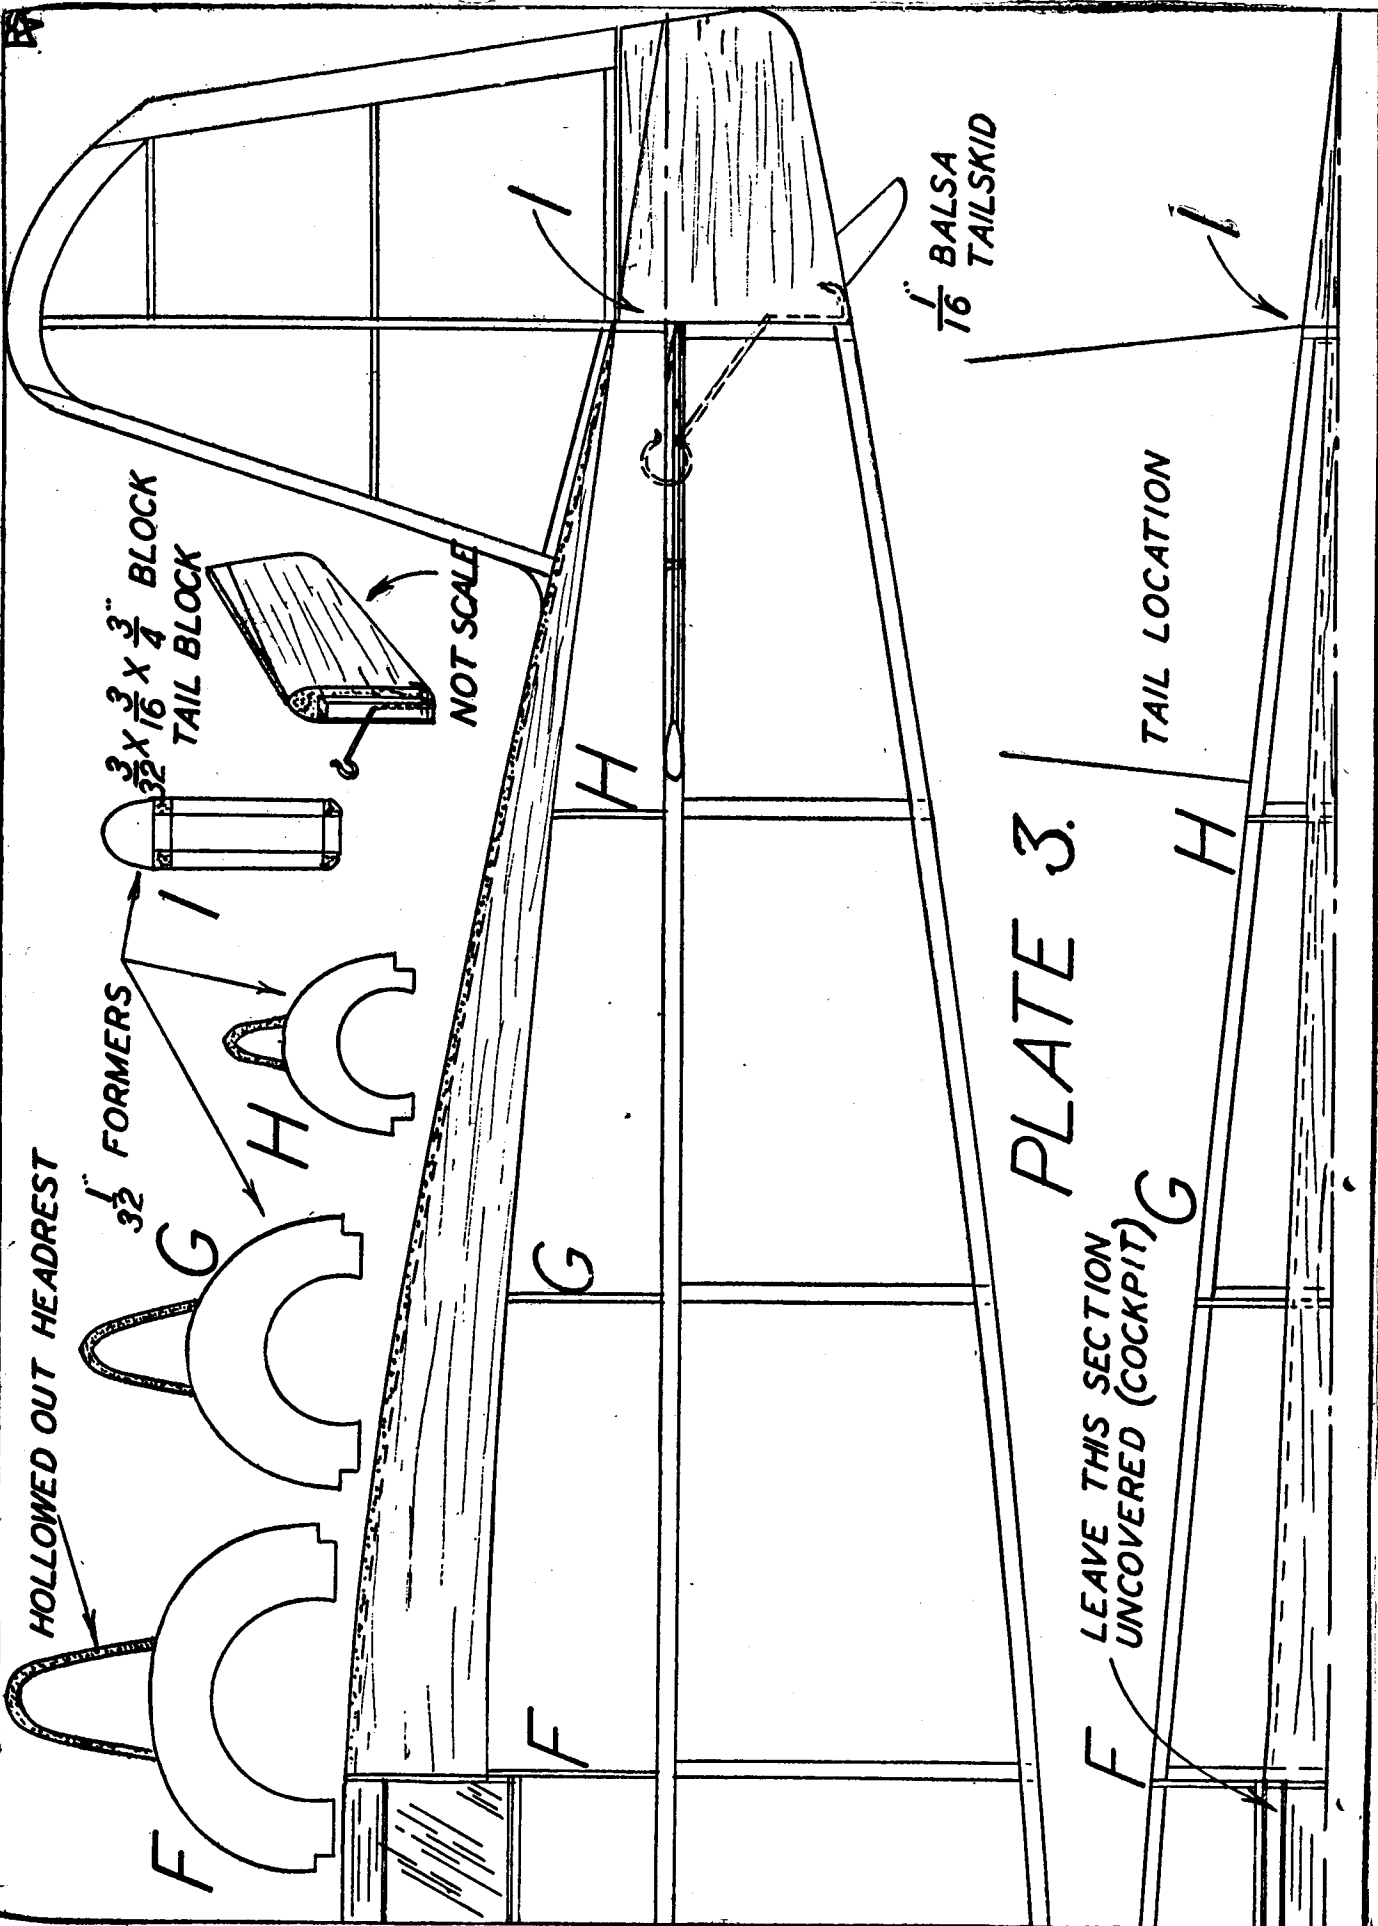 HOLLOWED OUT HEADREST
1"
32 FORMERS
3/32 X 3/16 X 3/4" BLOCK
TAIL BLOCK
NOT SCALE
F
G
H
I
F
G
H
I
1/16" BALSA
TAILSKID
PLATE 3.
LEAVE THIS SECTION
UNCOVERED (COCKPIT)
TAIL LOCATION
F
G
H
I